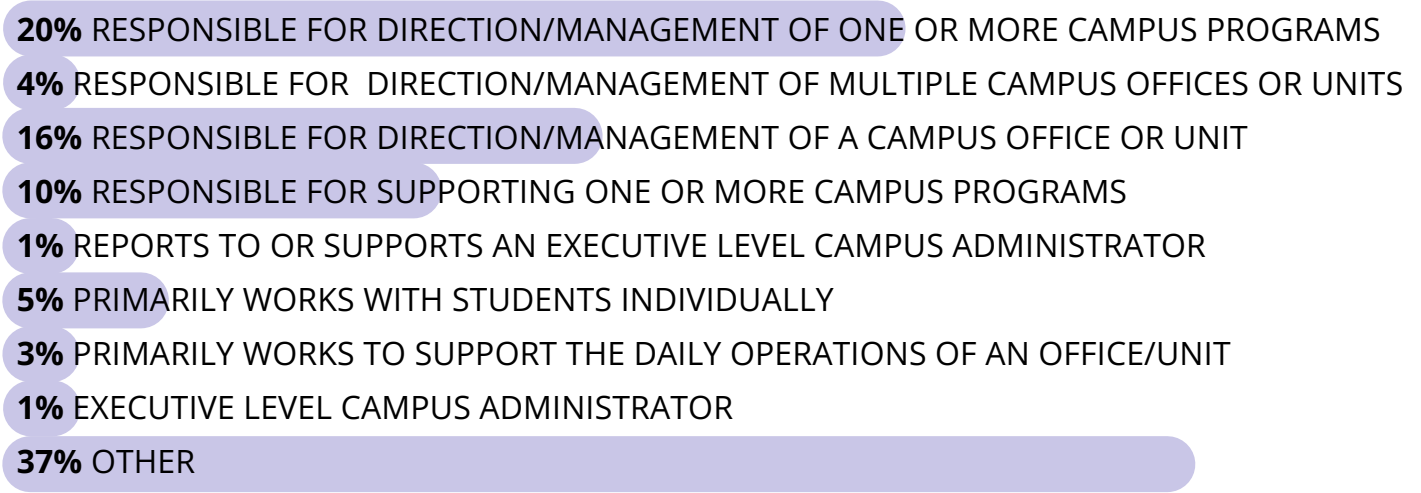 20% RESPONSIBLE FOR DIRECTION/MANAGEMENT OF ONE OR MORE CAMPUS PROGRAMS
4% RESPONSIBLE FOR  DIRECTION/MANAGEMENT OF MULTIPLE CAMPUS OFFICES OR UNITS
16% RESPONSIBLE FOR DIRECTION/MANAGEMENT OF A CAMPUS OFFICE OR UNIT
10% RESPONSIBLE FOR SUPPORTING ONE OR MORE CAMPUS PROGRAMS
1% REPORTS TO OR SUPPORTS AN EXECUTIVE LEVEL CAMPUS ADMINISTRATOR
5% PRIMARILY WORKS WITH STUDENTS INDIVIDUALLY
3% PRIMARILY WORKS TO SUPPORT THE DAILY OPERATIONS OF AN OFFICE/UNIT
1% EXECUTIVE LEVEL CAMPUS ADMINISTRATOR
37% OTHER